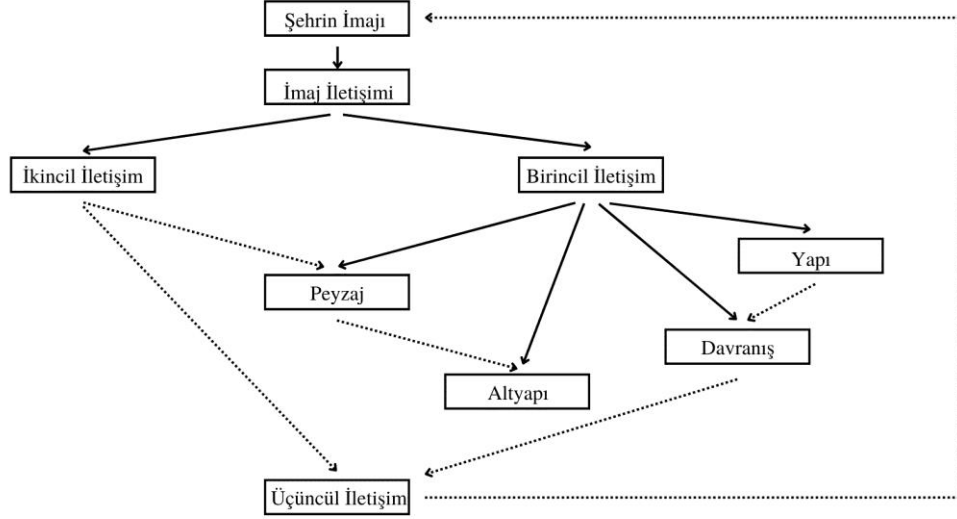 Şehrin İmajı
İmaj İletişimi
İkincil İletişim
Birincil İletişim
Yapı
Peyzaj
Davranış
Altyapı
Üçüncül İletişim